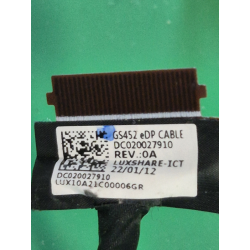 GS452 eDP CABLE
DC020027910
REV.:0A
LUXSHARE-ICT
22/01/12
DC020027910
LUX10A21C00006GR